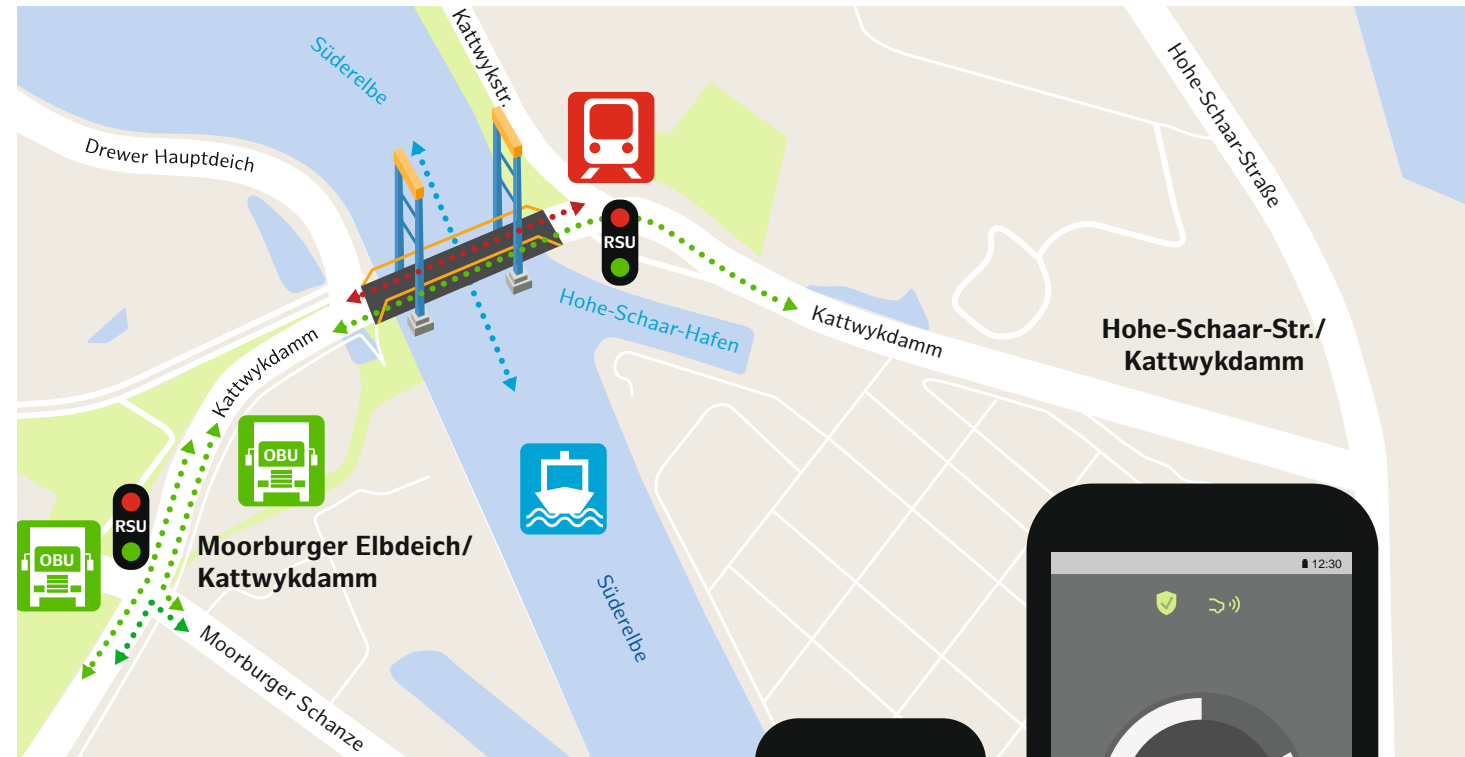 Süderelbe
Kattwykstr.
Hohe-Schaar-Straße
Drewer Hauptdeich
RSU
Hohe-Schaar-Hafen
Kattwykdamm
Hohe-Schaar-Str./
Kattwykdamm
Kattwykdamm
OBU
RSU
OBU
Moorburger Elbdeich/
Kattwykdamm
Süderelbe
Moorburger Schanze
12:30